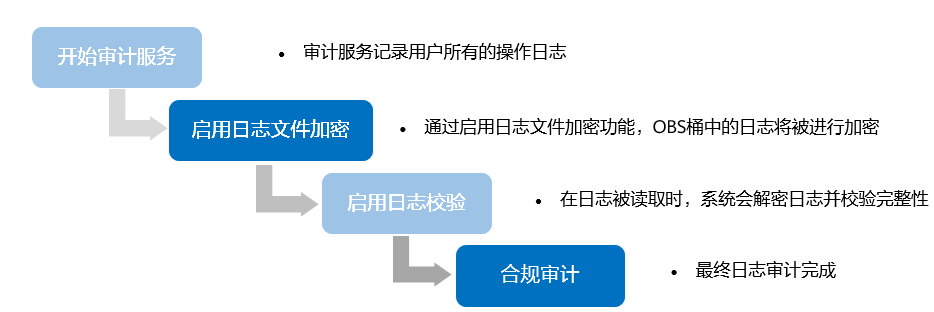 开始审计服务
• 审计服务记录用户所有的操作日志
启用日志文件加密
• 通过启用日志文件加密功能，OBS桶中的日志将被进行加密
启用日志校验
• 在日志被读取时，系统会解密日志并校验完整性
合规审计
• 最终日志审计完成